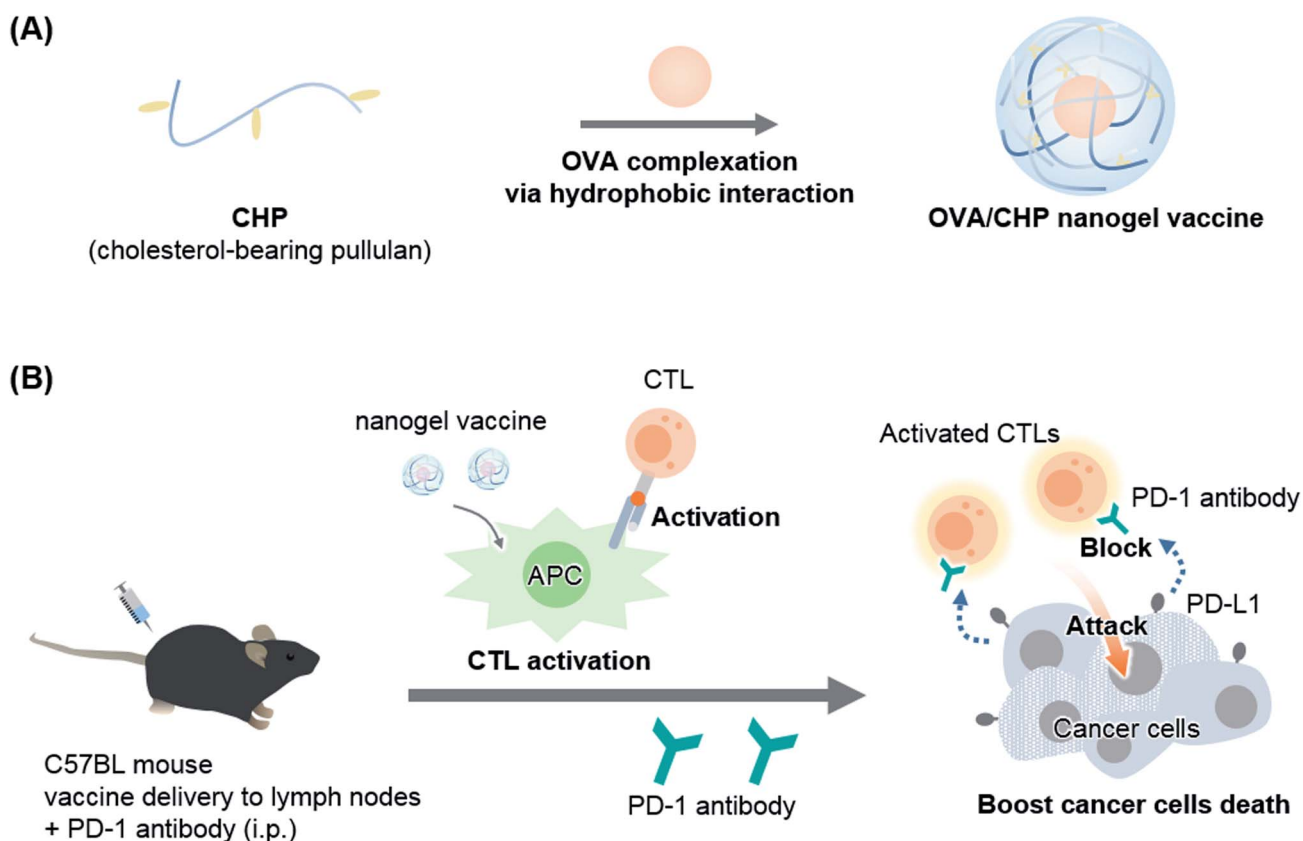 (A)
OVA complexation
via hydrophobic interaction
CHP
(cholesterol-bearing pullulan)
OVA/CHP nanogel vaccine
(B)
CTL
nanogel vaccine
Activation
APC
CTL activation
Activated CTLs
PD-1 antibody
Block
PD-L1
Attack
Cancer cells
C57BL mouse
vaccine delivery to lymph nodes
+ PD-1 antibody (i.p.)
PD-1 antibody
Boost cancer cells death